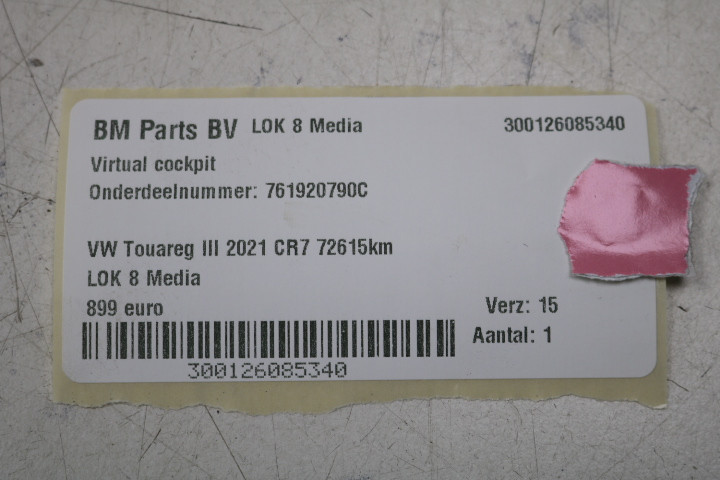 BM Parts BV LOK 8 Media 300126085340
Virtual cockpit
Onderdeelnummer: 761920790C
VW Touareg III 2021 CR7 72615km
LOK 8 Media
899 euro Verz: 15
Aantal: 1
300126085340